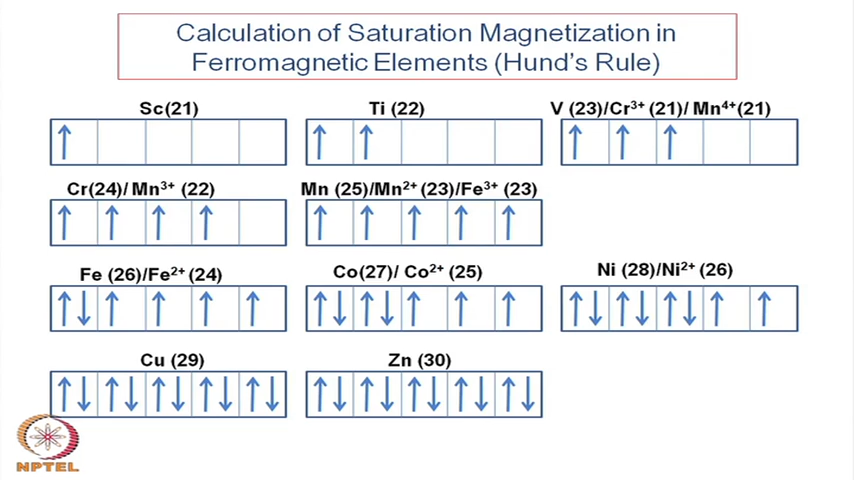 Calculation of Saturation Magnetization in
Ferromagnetic Elements (Hund's Rule)
Sc(21)
Ti (22)
V (23)/Cr³⁺ (21)/ Mn⁴⁺(21)
Cr(24)/ Mn³⁺ (22)
Mn (25)/Mn²⁺ (23)/Fe³⁺ (23)
Fe (26)/Fe²⁺ (24)
Co(27)/ Co²⁺ (25)
Ni (28)/Ni²⁺ (26)
Cu (29)
Zn (30)
NPTEL